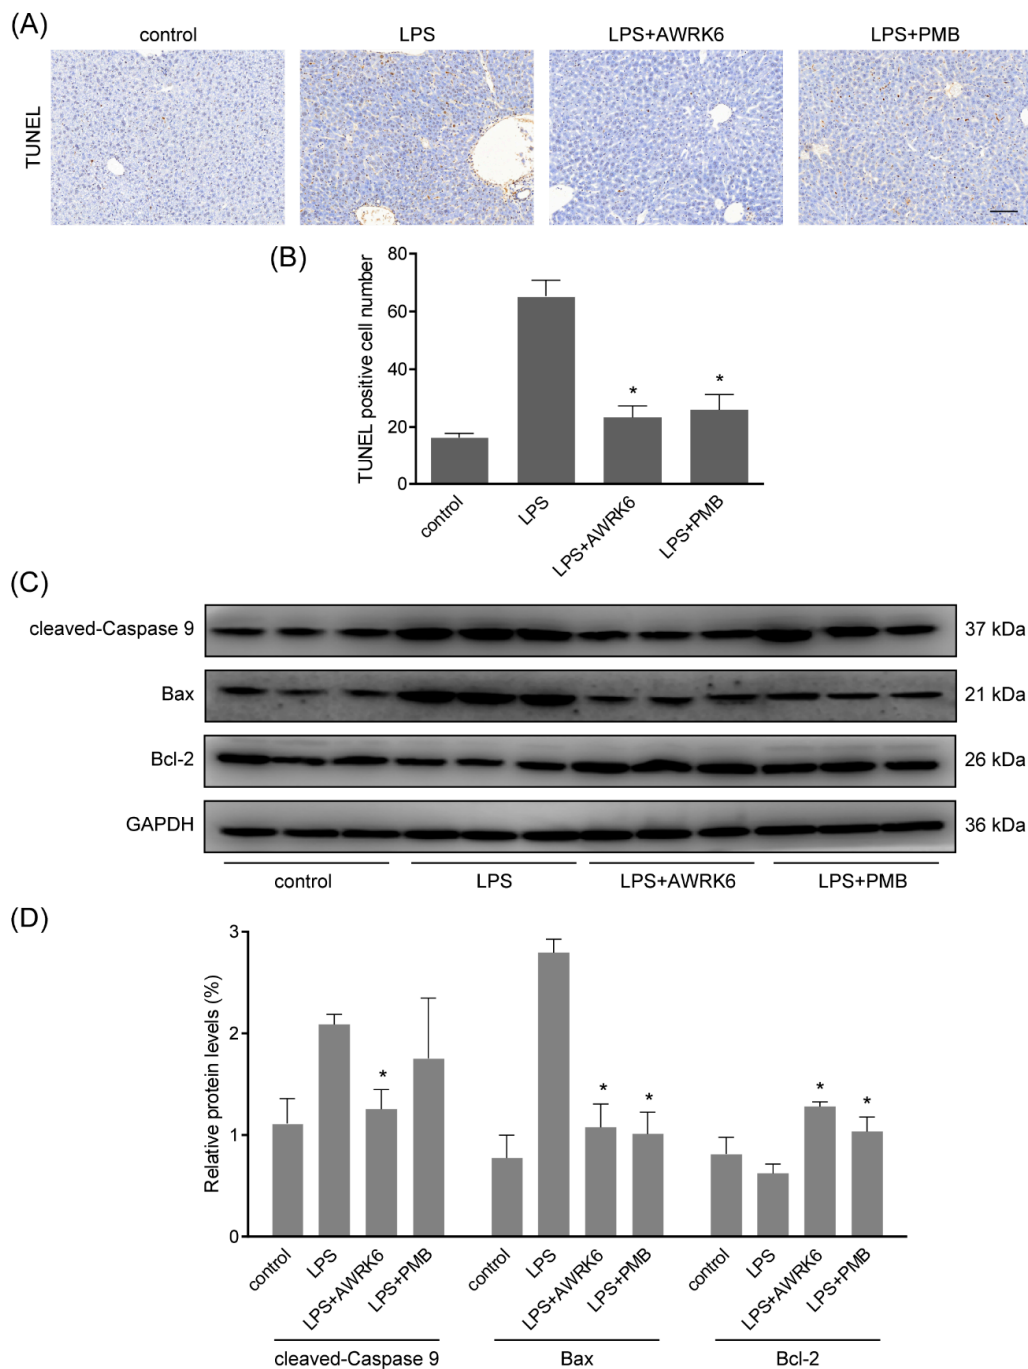 (A)
control LPS LPS+AWRK6 LPS+PMB
TUNEL
(B)
TUNEL positive cell number
80
60
40
20
0
* *
control LPS LPS+AWRK6 LPS+PMB
(C)
cleaved-Caspase 9 37 kDa
Bax 21 kDa
Bcl-2 26 kDa
GAPDH 36 kDa
control LPS LPS+AWRK6 LPS+PMB
(D)
Relative protein levels (%)
3
2
1
0
* * * * *
control LPS LPS+AWRK6 LPS+PMB control LPS LPS+AWRK6 LPS+PMB control LPS LPS+AWRK6 LPS+PMB
cleaved-Caspase 9 Bax Bcl-2